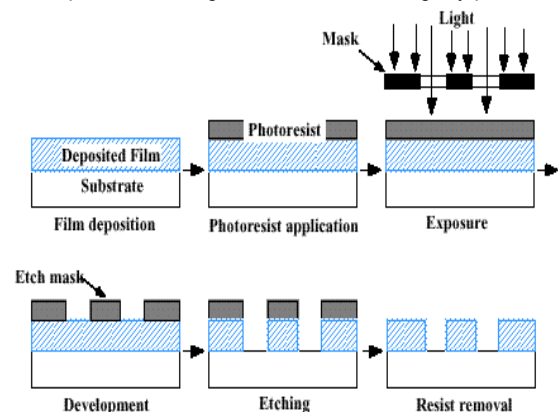 Light
Mask
Photoresist
Deposited Film
Substrate
Film deposition
Photoresist application
Exposure
Etch mask
Development
Etching
Resist removal